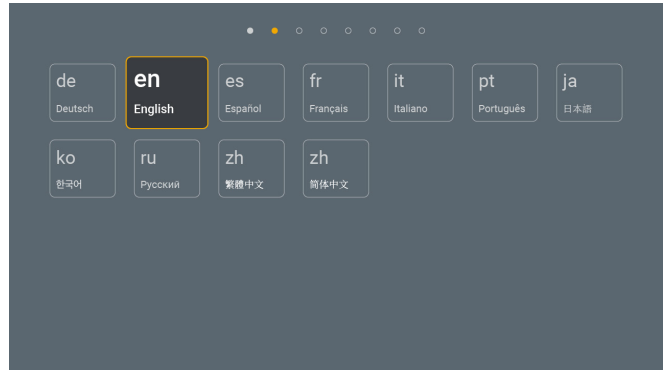 de
Deutsch
en
English
es
Español
fr
Français
it
Italiano
pt
Português
ja
日本語
ko
한국어
ru
Русский
zh
繁體中文
zh
简体中文